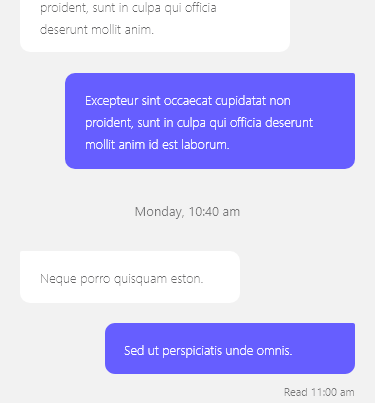 proident, sunt in culpa qui officia
deserunt mollit anim.
Excepteur sint occaecat cupidatat non
proident, sunt in culpa qui officia deserunt
mollit anim id est laborum.
Monday, 10:40 am
Neque porro quisquam eston.
Sed ut perspiciatis unde omnis.
Read 11:00 am